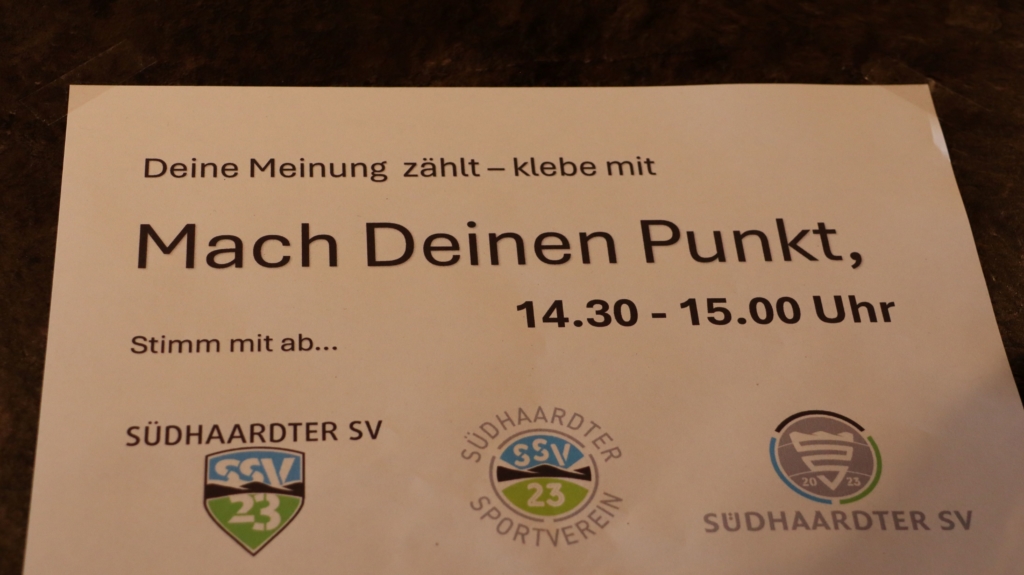 Deine Meinung zählt – klebe mit
Mach Deinen Punkt,
14.30 - 15.00 Uhr
Stimm mit ab...
SÜDHAARDTER SV
SSV
23
SÜDHAARDTER
SSV
23
SPORTVEREIN
20 23
SÜDHAARDTER SV